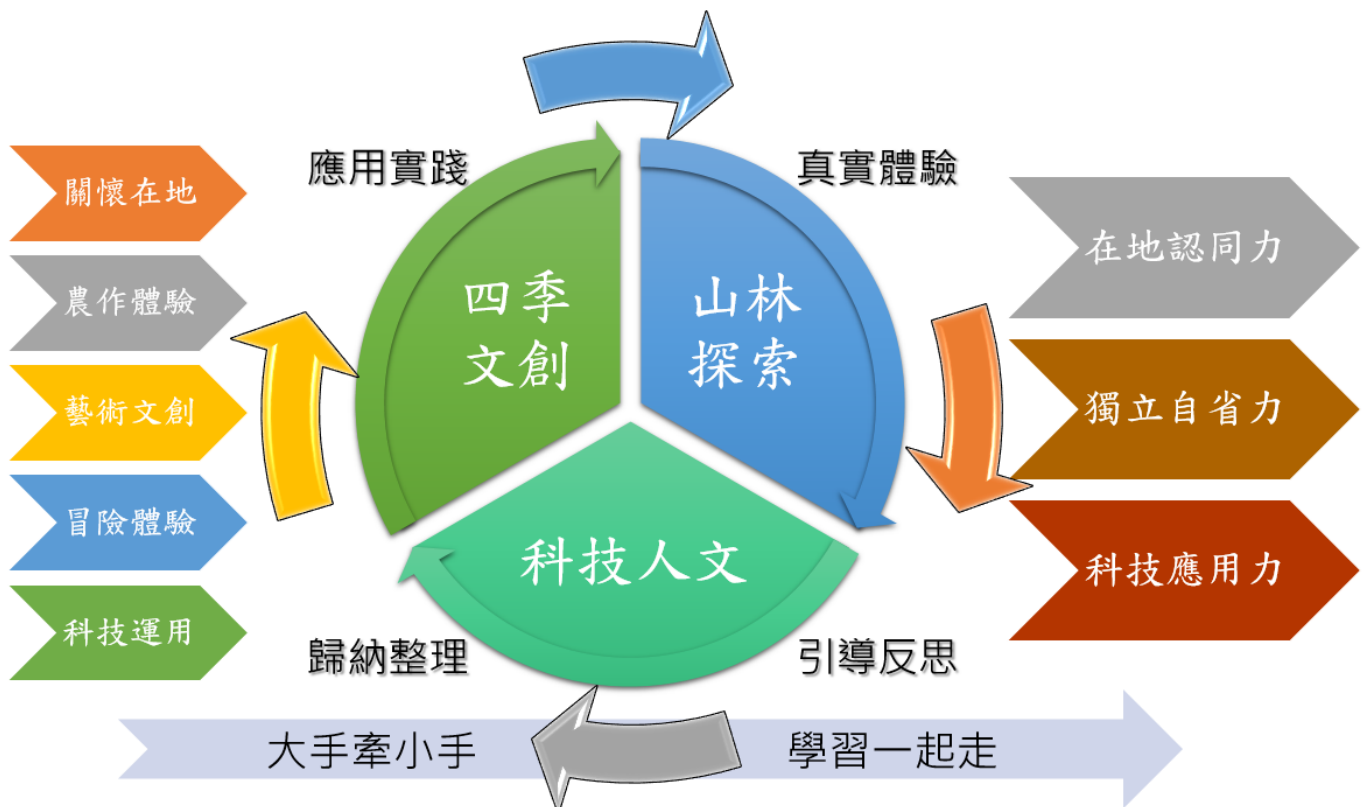 應用實踐
真實體驗
關懷在地
農作體驗
藝術文創
冒險體驗
科技運用
四季
文創
山林
探索
科技人文
歸納整理
引導反思
在地認同力
獨立自省力
科技應用力
大手牽小手
學習一起走